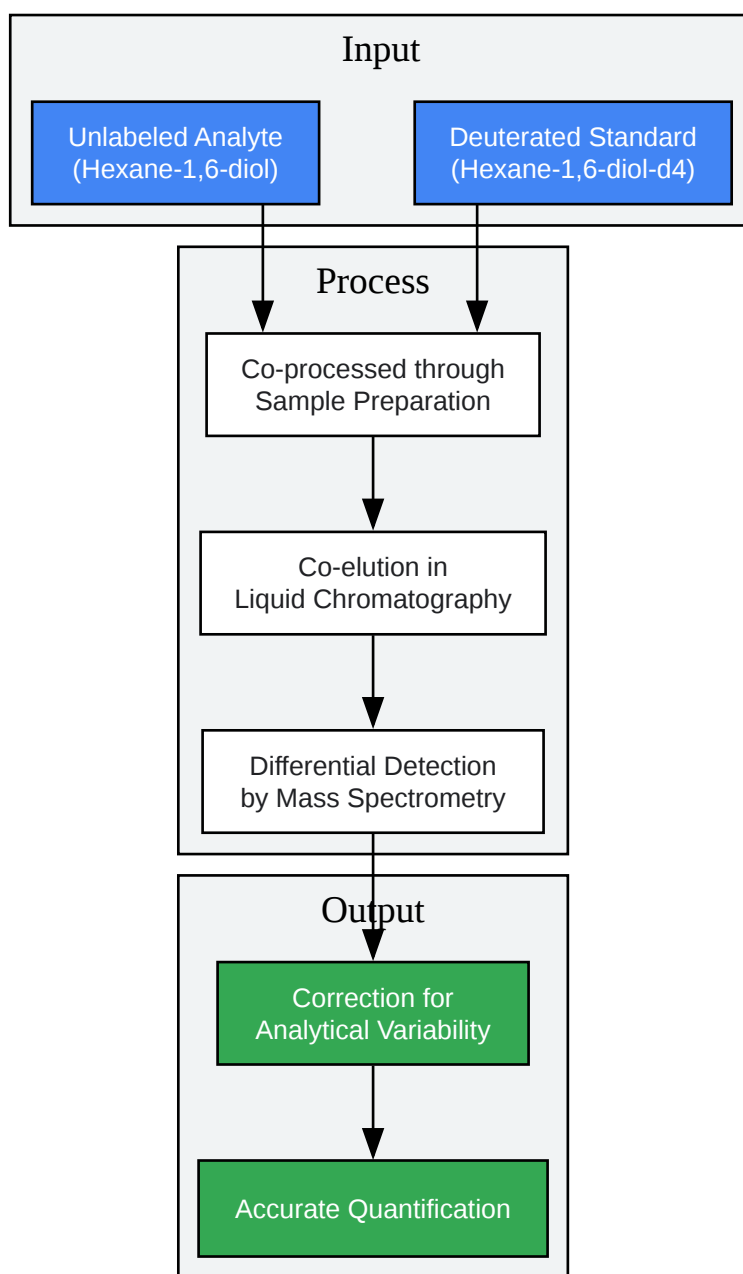 Input
Unlabeled Analyte
(Hexane-1,6-diol)
Deuterated Standard
(Hexane-1,6-diol-d4)
Process
Co-processed through
Sample Preparation
Co-elution in
Liquid Chromatography
Differential Detection
by Mass Spectrometry
Output
Correction for
Analytical Variability
Accurate Quantification